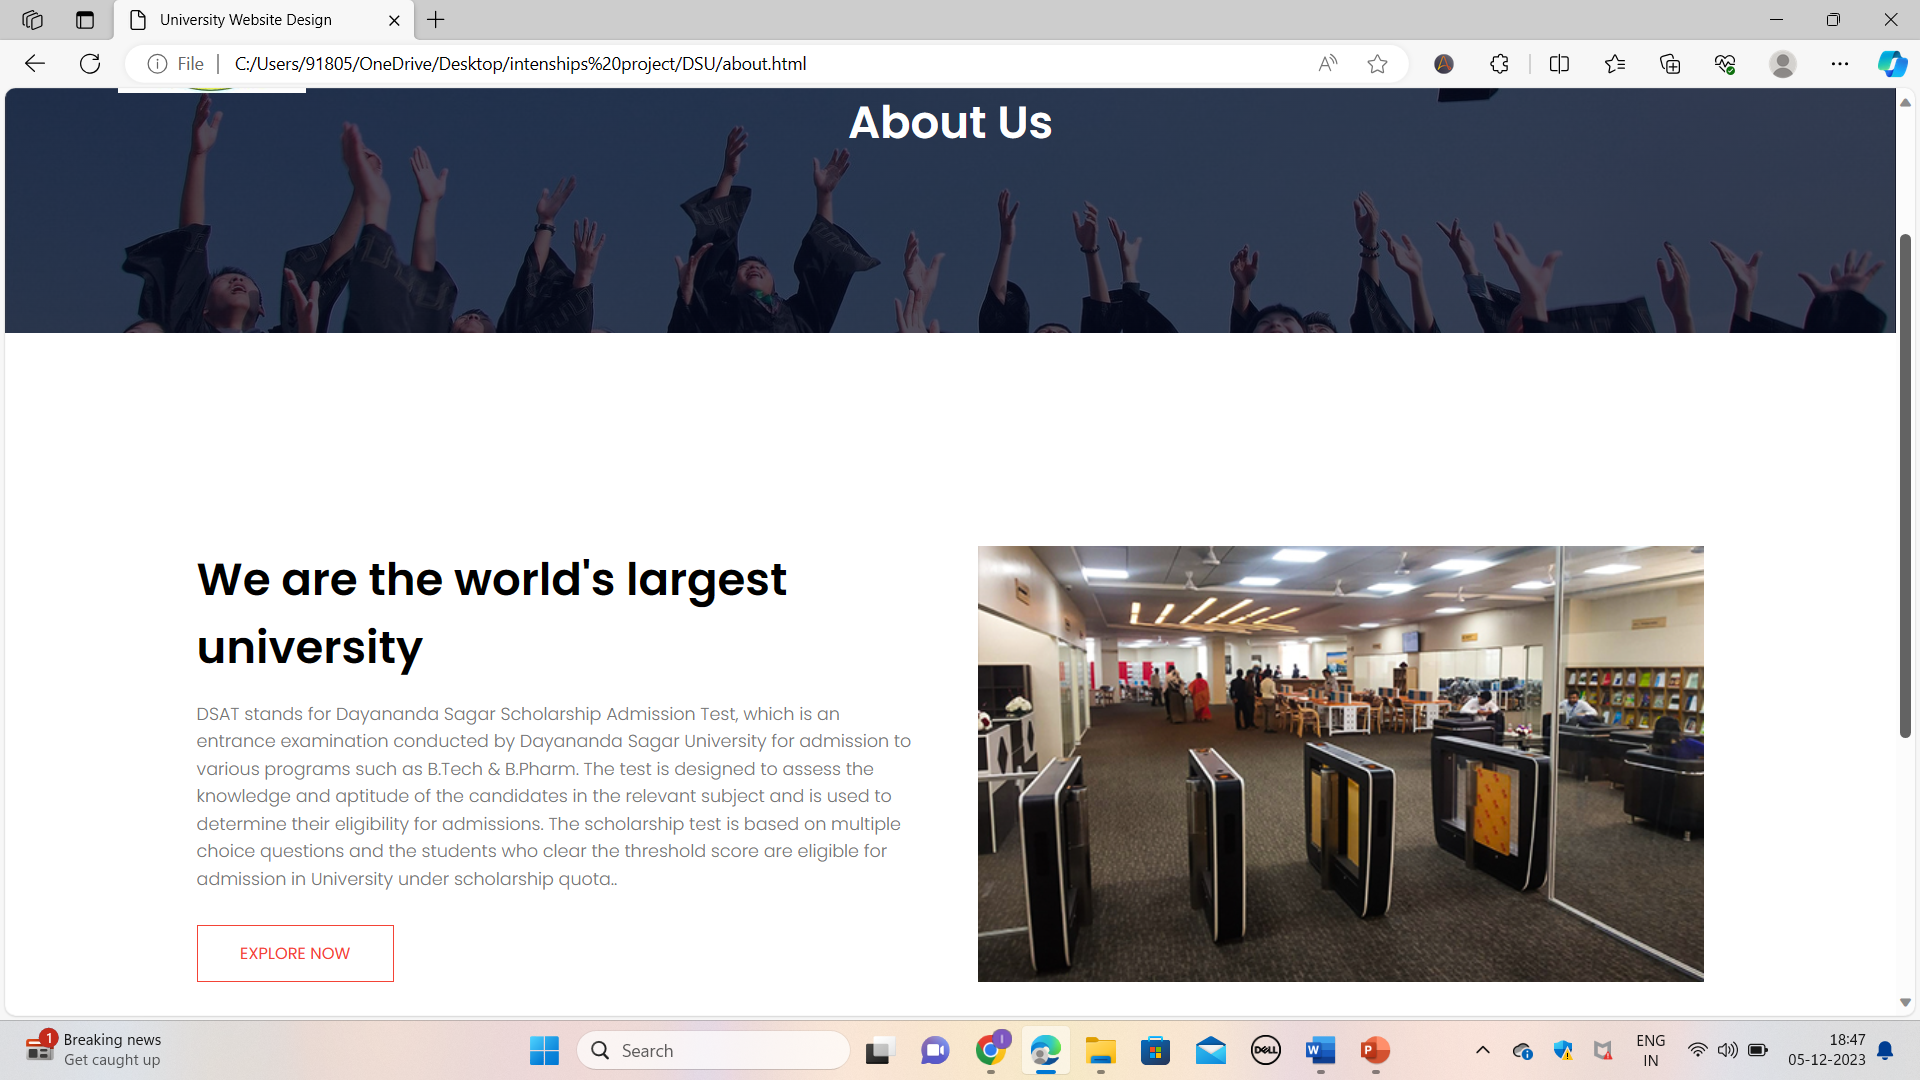 University Website Design
File
C:/Users/91805/OneDrive/Desktop/intenships%20project/DSU/about.html
About Us
We are the world's largest
university
DSAT stands for Dayananda Sagar Scholarship Admission Test, which is an
entrance examination conducted by Dayananda Sagar University for admission to
various programs such as B.Tech & B.Pharm. The test is designed to assess the
knowledge and aptitude of the candidates in the relevant subject and is used to
determine their eligibility for admissions. The scholarship test is based on multiple
choice questions and the students who clear the threshold score are eligible for
admission in University under scholarship quota..
EXPLORE NOW
1
Breaking news
Get caught up
Search
I
DELL
W
P
ENG
IN
18:47
05-12-2023